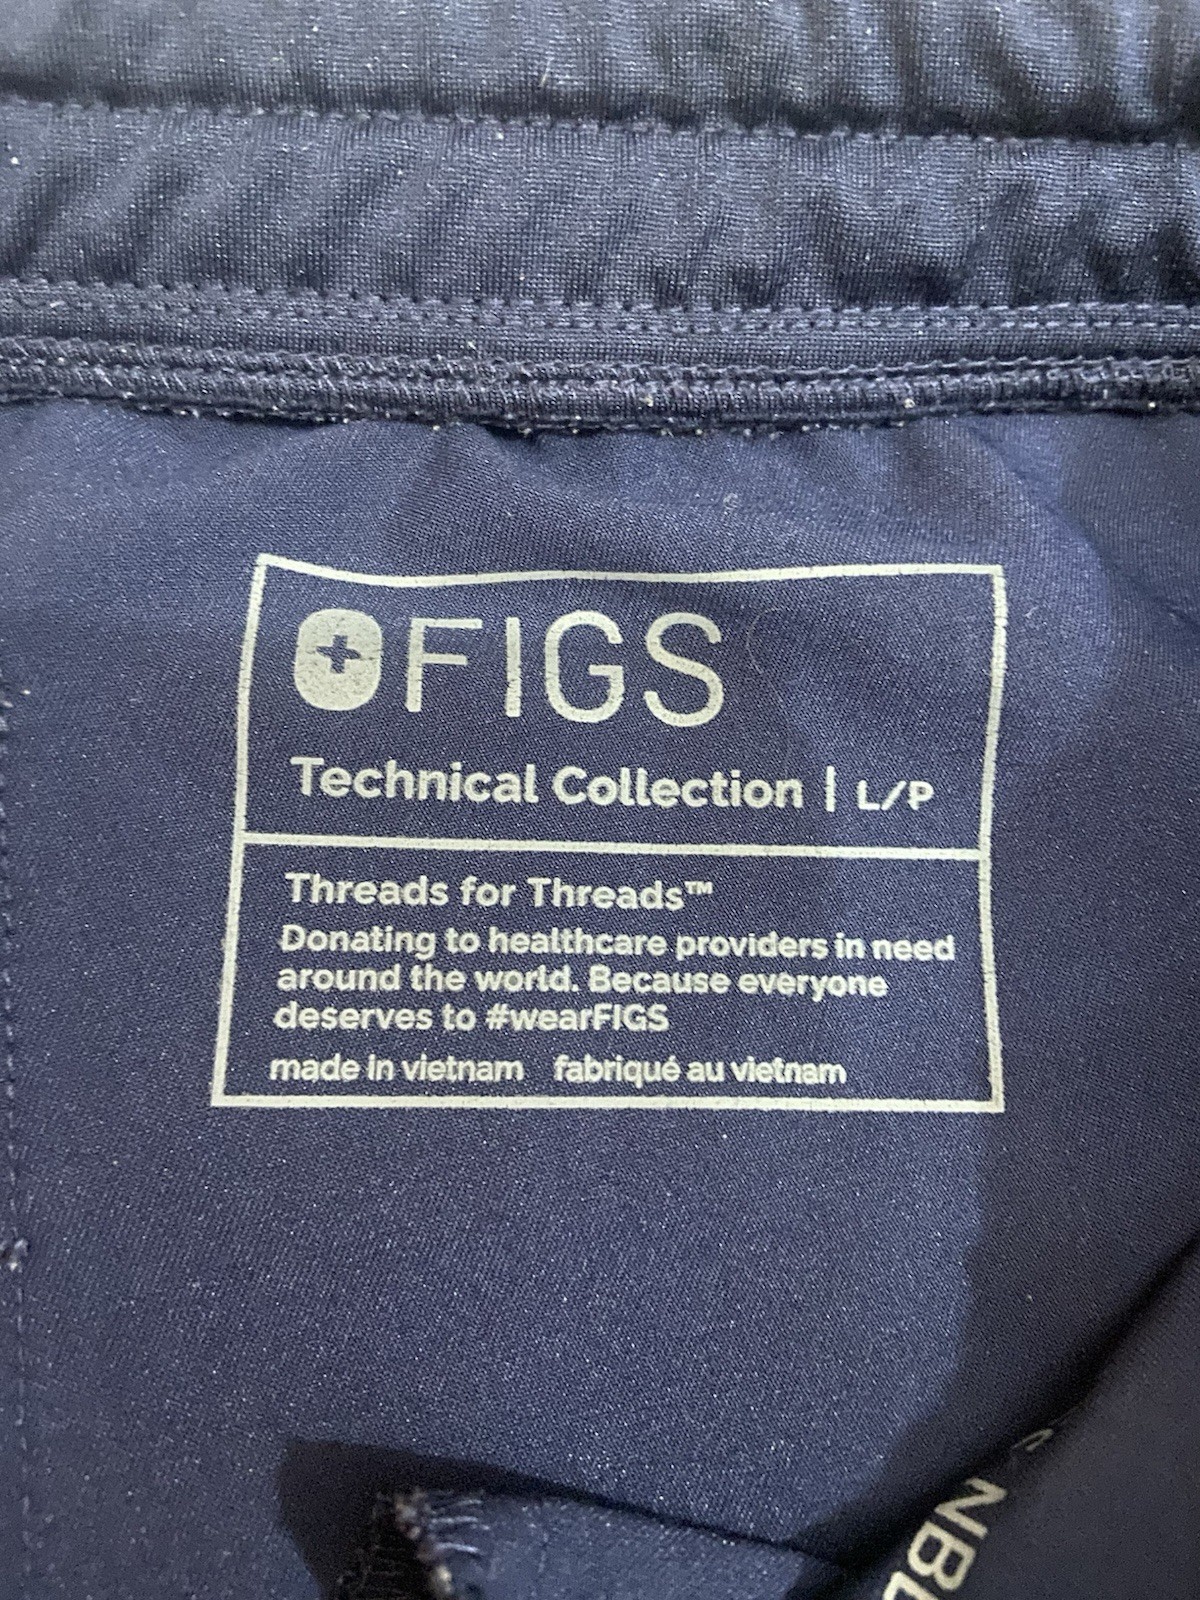 FIGS
Technical Collection | L/P
Threads for Threads™
Donating to healthcare providers in need
around the world. Because everyone
deserves to #wearFIGS
made in vietnam fabriqué au vietnam